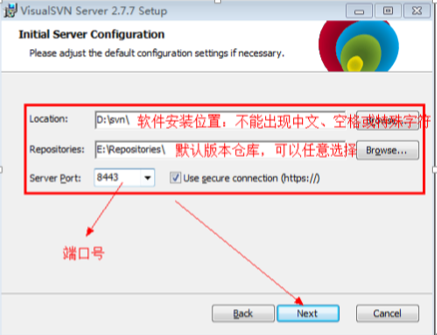 VisualSVN Server 2.7.7 Setup
Initial Server Configuration
Please adjust the default configuration settings if necessary.
Location: D:\svn\ 软件安装位置：不能出现中文、空格或特殊字符 Browse...
Repositories: E:\Repositories\ 默认版本仓库，可以任意选择 Browse...
Server Port: 8443 Use secure connection (https://)
端口号
Back Next Cancel